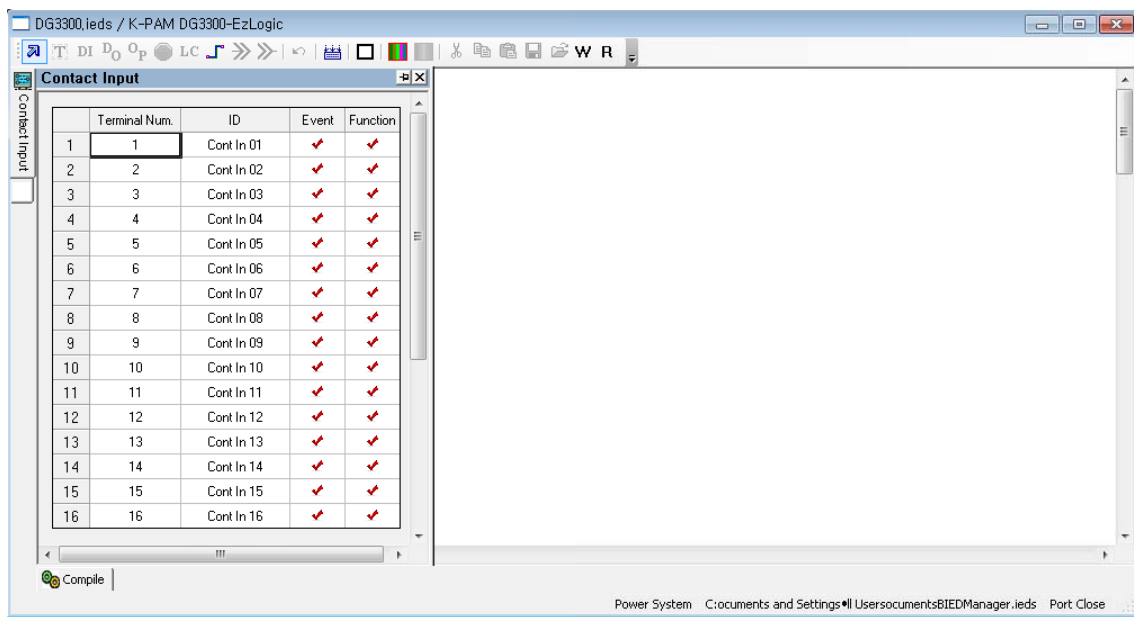 DG3300.ieds / K-PAM DG3300-EzLogic
T DI DO OP LC W R
Contact Input
Contact Input
Terminal Num. ID Event Function
1 1 Cont In 01
2 2 Cont In 02
3 3 Cont In 03
4 4 Cont In 04
5 5 Cont In 05
6 6 Cont In 06
7 7 Cont In 07
8 8 Cont In 08
9 9 Cont In 09
10 10 Cont In 10
11 11 Cont In 11
12 12 Cont In 12
13 13 Cont In 13
14 14 Cont In 14
15 15 Cont In 15
16 16 Cont In 16
Compile
Power System C:ocuments and Settings•ll UsersocumentsBIEDManager.ieds Port Close